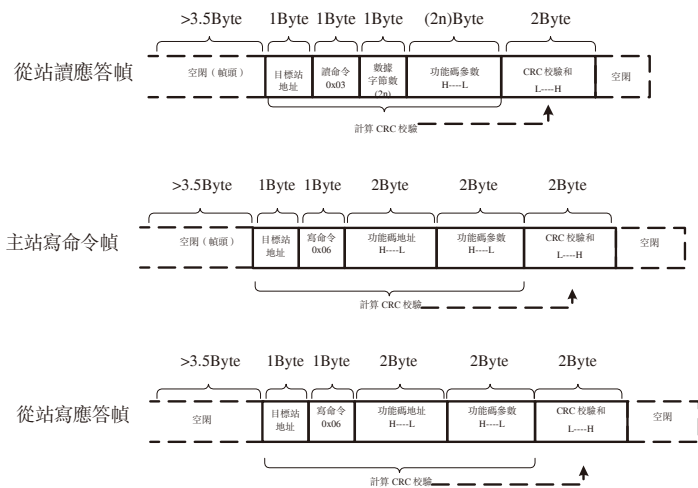 >3.5Byte 1Byte 1Byte 1Byte (2n)Byte 2Byte
從站讀應答幀
空閑（幀頭）
目標站
地址
讀命令
0x03
數據
字節數
(2n)
功能碼參數
H----L
CRC 校驗和
L----H
空閑
計算 CRC 校驗
>3.5Byte 1Byte 1Byte 2Byte 2Byte 2Byte
主站寫命令幀
空閑（幀頭）
目標站
地址
寫命令
0x06
功能碼地址
H----L
功能碼參數
H----L
CRC 校驗和
L----H
空閑
計算 CRC 校驗
>3.5Byte 1Byte 1Byte 2Byte 2Byte 2Byte
從站寫應答幀
空閑
目標站
地址
寫命令
0x06
功能碼地址
H----L
功能碼參數
H----L
CRC 校驗和
L----H
空閑
計算 CRC 校驗